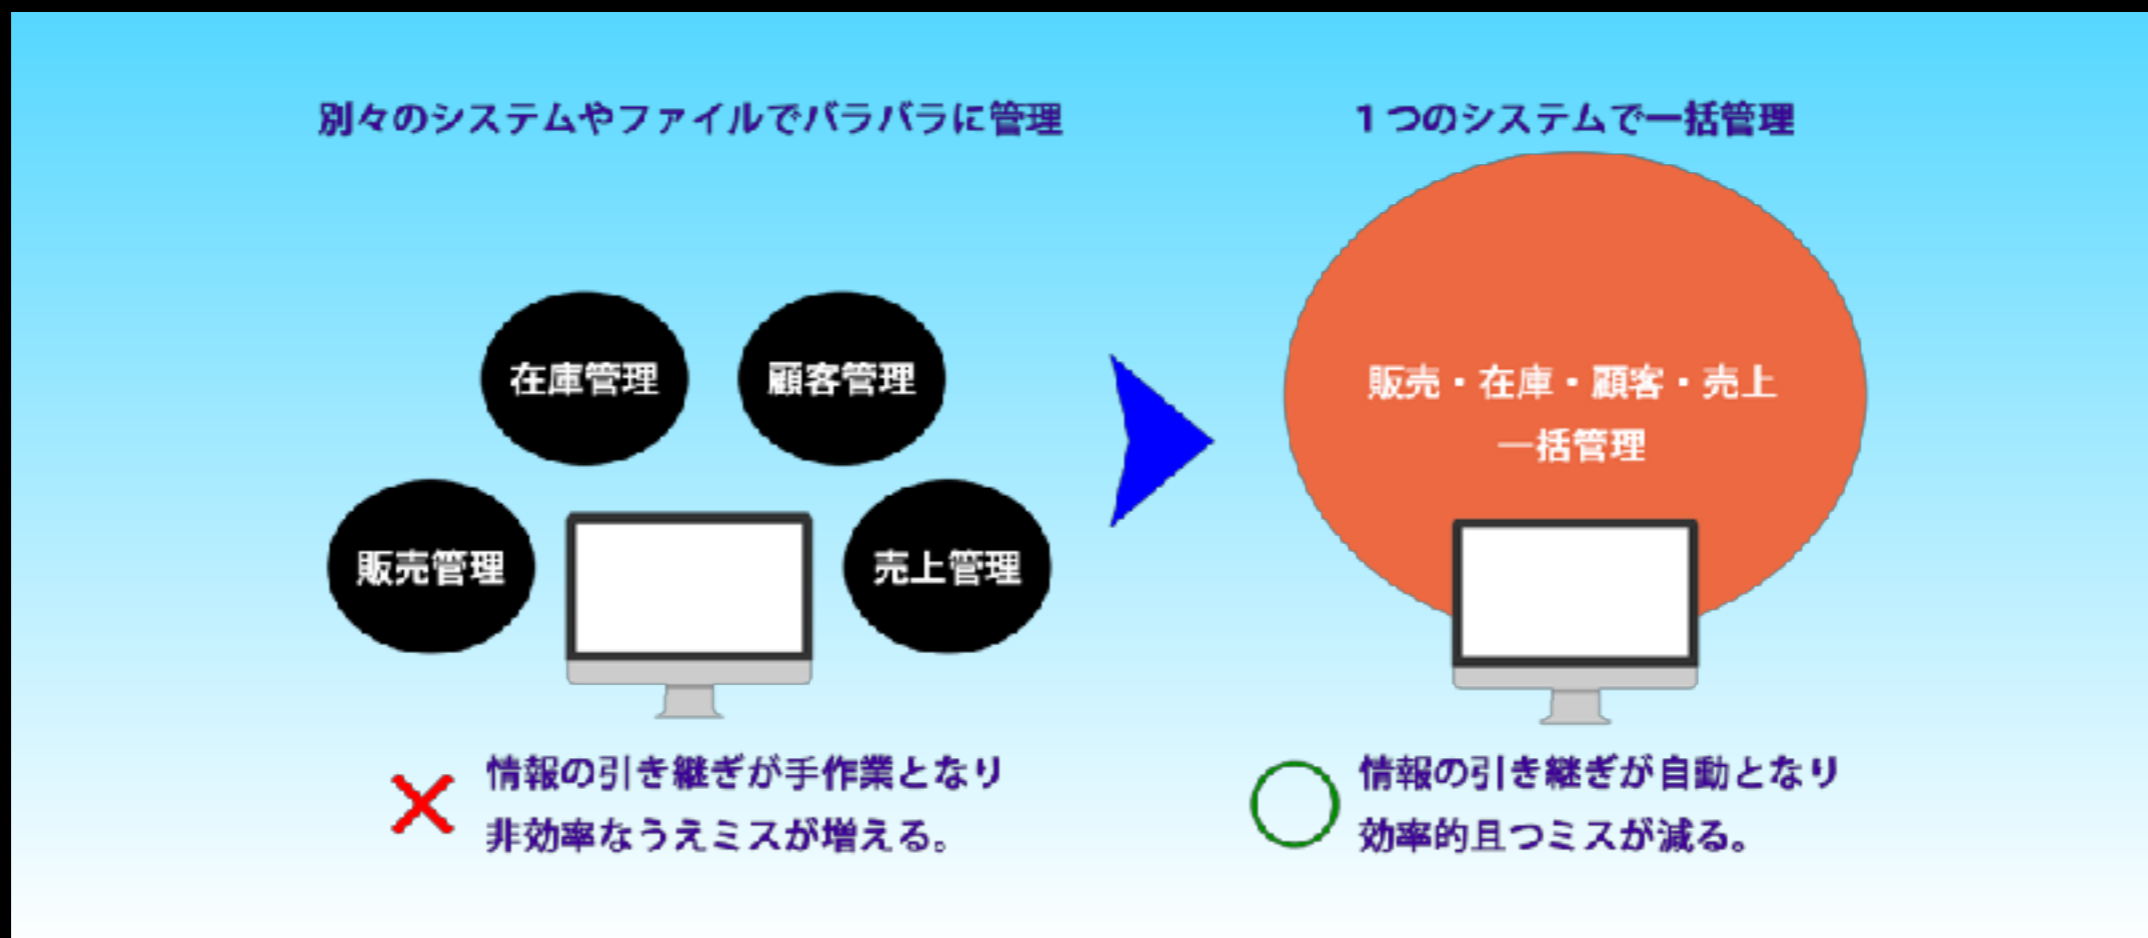 別々のシステムやファイルでバラバラに管理
在庫管理
顧客管理
販売管理
売上管理
情報の引き継ぎが手作業となり
非効率なうえミスが増える。
１つのシステムで一括管理
販売・在庫・顧客・売上
一括管理
情報の引き継ぎが自動となり
効率的且つミスが減る。